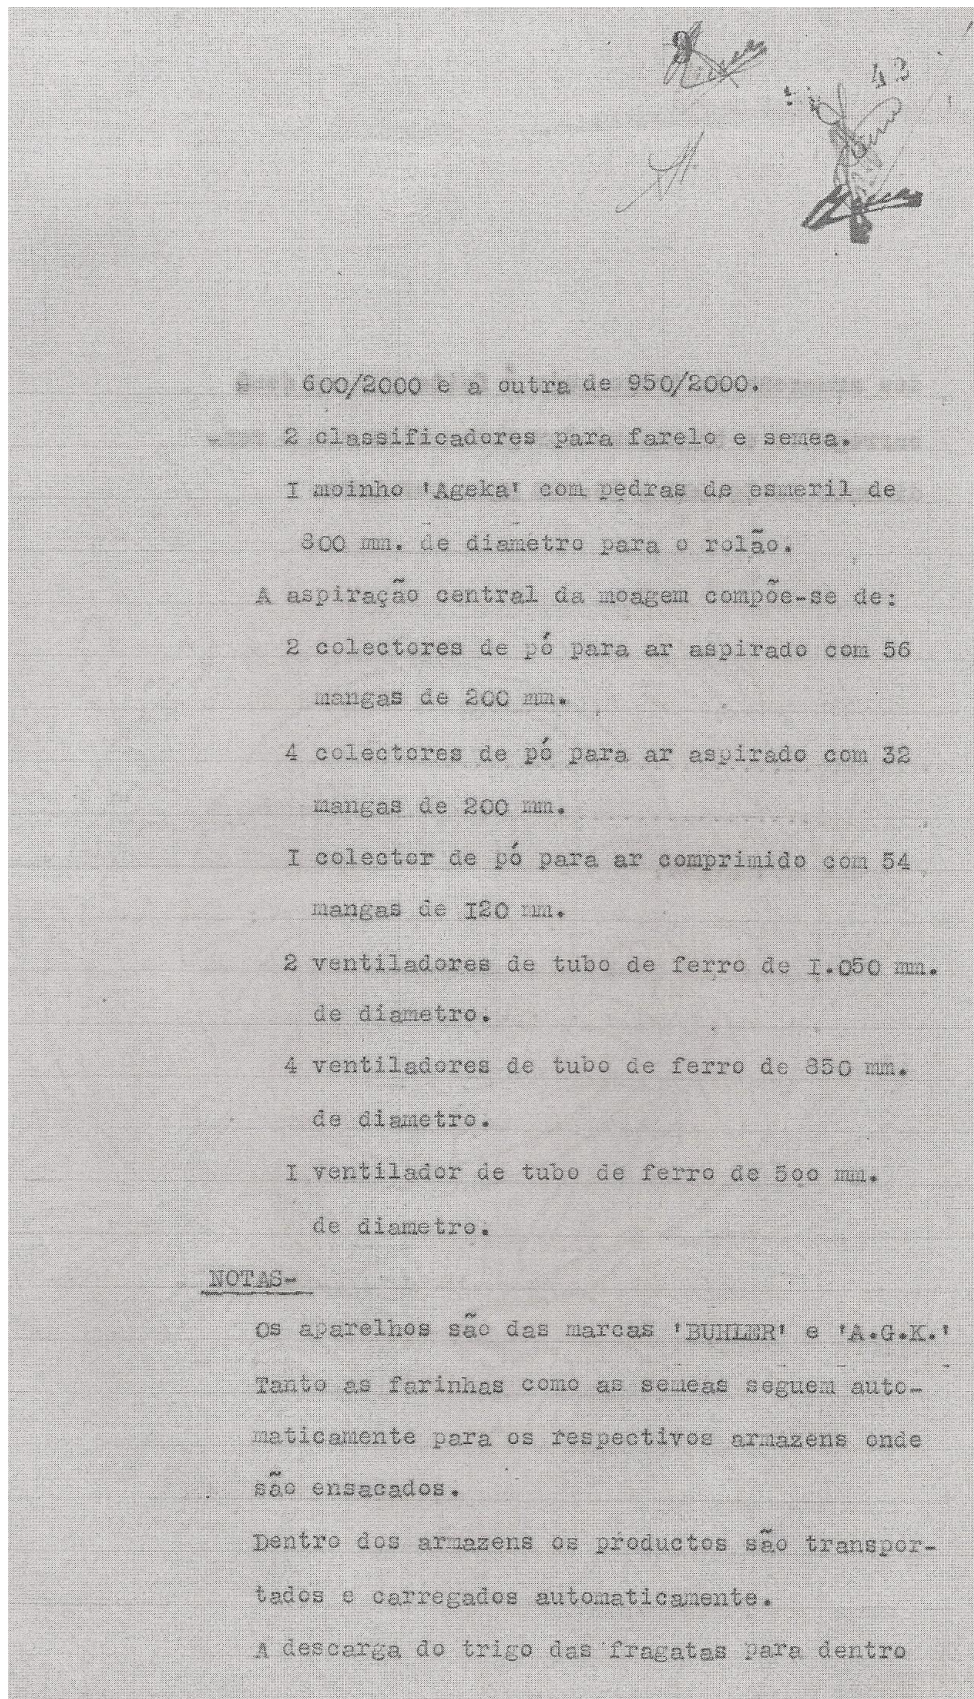 9
43
600/2000 e a outra de 950/2000.
2 classificadores para farelo e semea.
I moinho 'Ageka' com pedras de esmeril de
800 mm. de diametro para o rolão.
A aspiração central da moagem compõe-se de:
2 colectores de pó para ar aspirado com 56
mangas de 200 mm.
4 colectores de pó para ar aspirado com 32
mangas de 200 mm.
I colector de pó para ar comprimido com 54
mangas de I20 mm.
2 ventiladores de tubo de ferro de I.050 mm.
de diametro.
4 ventiladores de tubo de ferro de 850 mm.
de diametro.
I ventilador de tubo de ferro de 500 mm.
de diametro.
NOTAS-
Os aparelhos são das marcas 'BUHLER' e 'A.G.K.'
Tanto as farinhas como as semeas seguem auto-
maticamente para os respectivos armazens onde
são ensacados.
Dentro dos armazens os productos são transpor-
tados e carregados automaticamente.
A descarga do trigo das fragatas para dentro